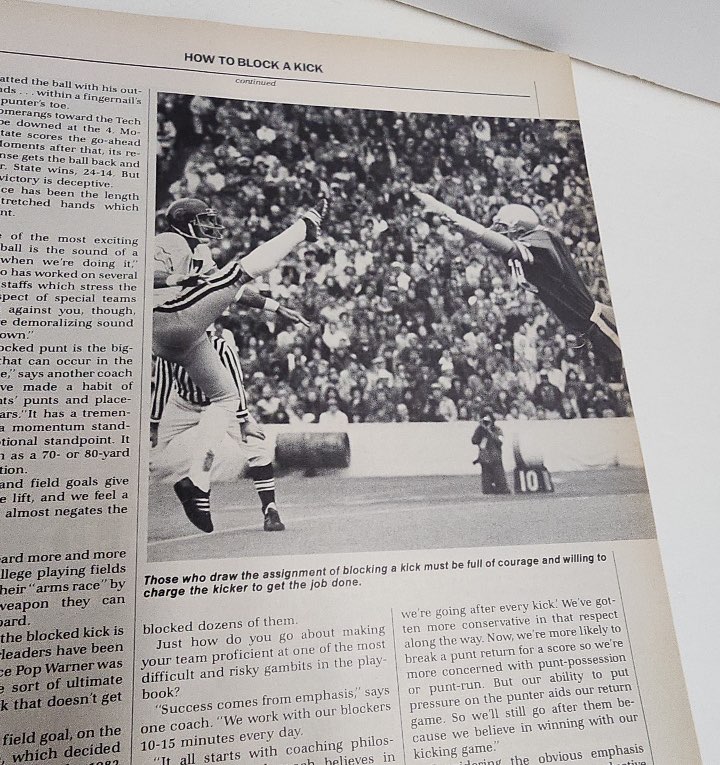 HOW TO BLOCK A KICK
continued
atted the ball with his out-
ads . . . within a fingernail's
punter's toe.
omerangs toward the Tech
be downed at the 4. Mo-
tate scores the go-ahead
Moments after that, its re-
nse gets the ball back and
r. State wins, 24-14. But
victory is deceptive.
ce has been the length
tretched hands which
nt.
e of the most exciting
ball is the sound of a
when we're doing it,"
o has worked on several
staffs which stress the
spect of special teams
against you, though,
e demoralizing sound
own."
ocked punt is the big-
that can occur in the
e," says another coach
ve made a habit of
nts' punts and place-
ars. "It has a tremen-
a momentum stand-
otional standpoint. It
n as a 70- or 80-yard
tion.
and field goals give
e lift, and we feel a
almost negates the
ard more and more
llege playing fields
heir "arms race" by
weapon they can
oard.
the blocked kick is
leaders have been
ce Pop Warner was
e sort of ultimate
k that doesn't get
field goal, on the
, which decided
10
Those who draw the assignment of blocking a kick must be full of courage and willing to
charge the kicker to get the job done.
blocked dozens of them.
Just how do you go about making
your team proficient at one of the most
difficult and risky gambits in the play-
book?
"Success comes from emphasis," says
one coach. "We work with our blockers
10-15 minutes every day.
"It all starts with coaching philos-
believes in
we're going after every kick.' We've got-
ten more conservative in that respect
along the way. Now, we're more likely to
break a punt return for a score so we're
more concerned with punt-possession
or punt-run. But our ability to put
pressure on the punter aids our return
game. So we'll still go after them be-
cause we believe in winning with our
kicking game."
the obvious emphasis